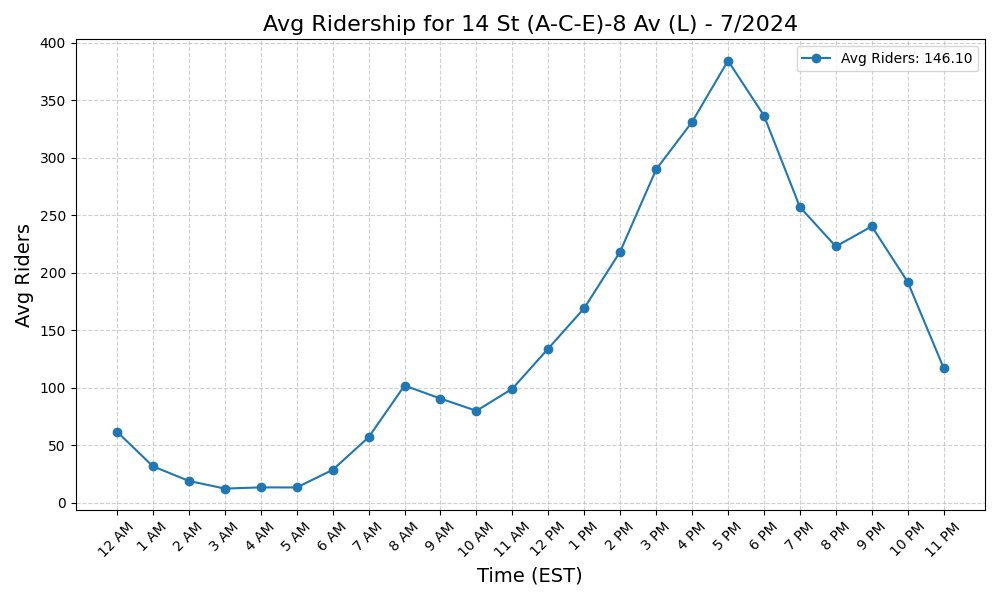 Avg Ridership for 14 St (A-C-E)-8 Av (L) - 7/2024
Avg Riders: 146.10
Avg Riders
400
350
300
250
200
150
100
50
0
12 AM
1 AM
2 AM
3 AM
4 AM
5 AM
6 AM
7 AM
8 AM
9 AM
10 AM
11 AM
12 PM
1 PM
2 PM
3 PM
4 PM
5 PM
6 PM
7 PM
8 PM
9 PM
10 PM
11 PM
Time (EST)